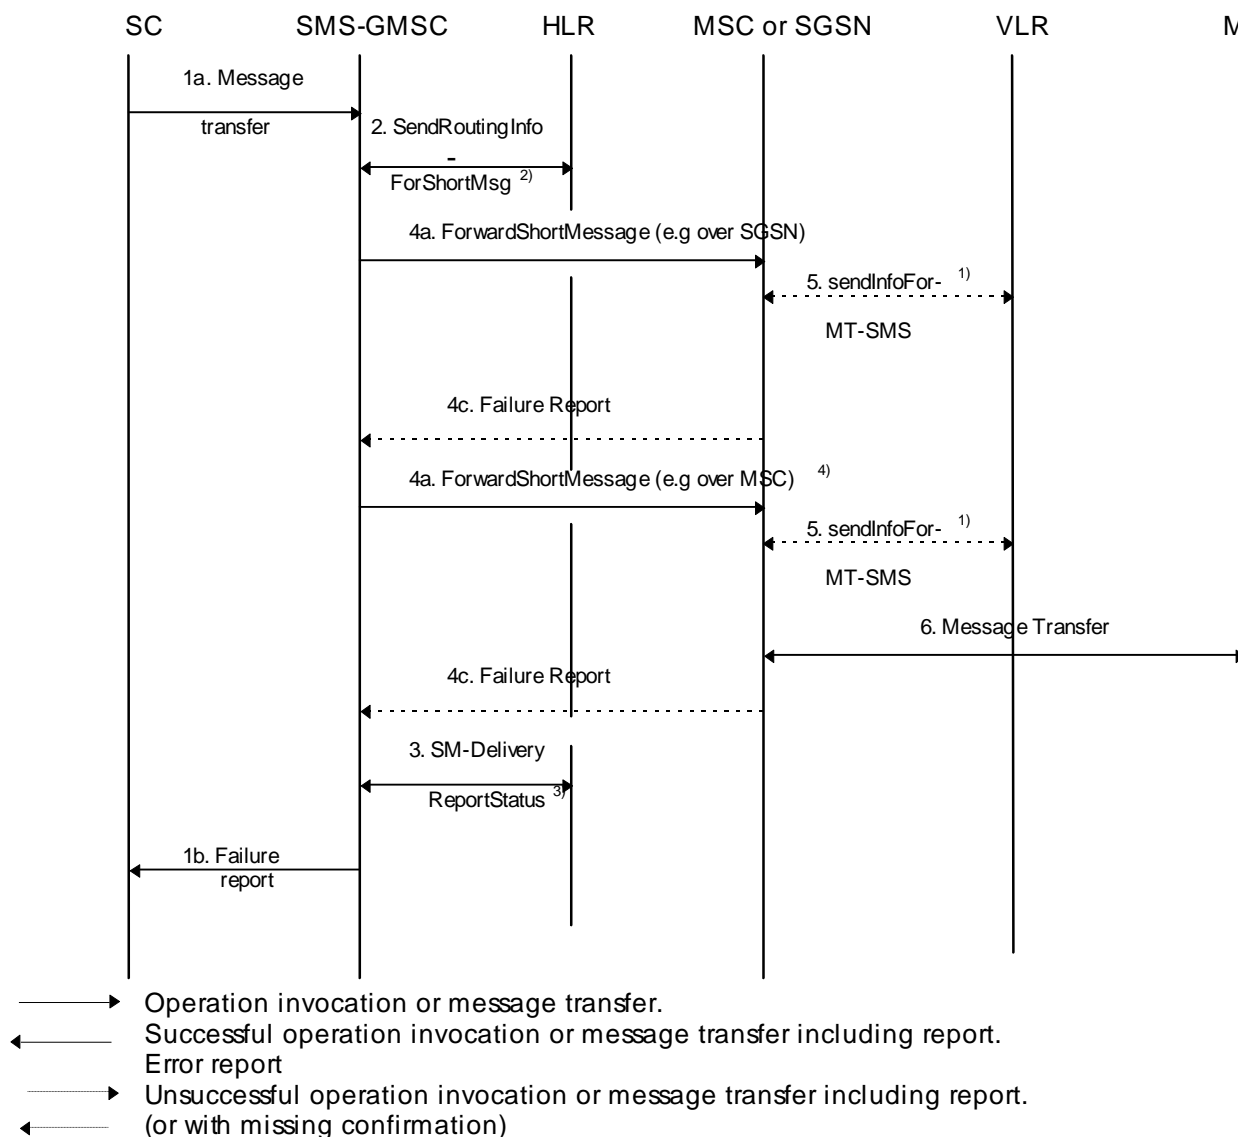 SC SMS-GMSC HLR MSC or SGSN VLR M
1a. Message
transfer
2. SendRoutingInfo
-
ForShortMsg 2)
4a. ForwardShortMessage (e.g over SGSN)
5. sendInfoFor- 1)
MT-SMS
4c. Failure Report
4a. ForwardShortMessage (e.g over MSC) 4)
5. sendInfoFor- 1)
MT-SMS
6. Message Transfer
4c. Failure Report
3. SM-Delivery
ReportStatus 3)
1b. Failure
report
Operation invocation or message transfer.
Successful operation invocation or message transfer including report.
Error report
Unsuccessful operation invocation or message transfer including report.
(or with missing confirmation)